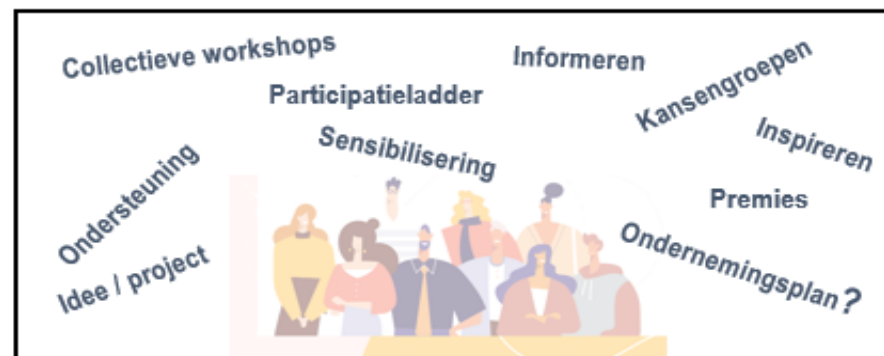 Collectieve workshops
Informeren
Kansengroepen
Participatieladder
Sensibilisering
Inspireren
Ondersteuning
Premies
Idee / project
Ondernemingsplan?